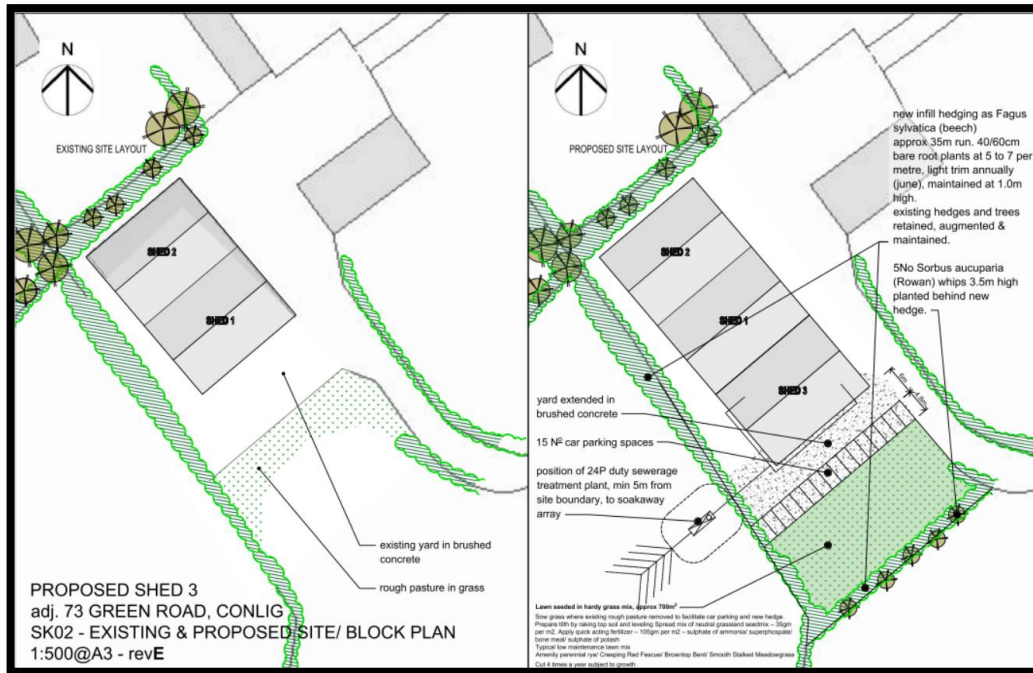 N
EXISTING SITE LAYOUT
SHED 2
SHED 1
existing yard in brushed
concrete
rough pasture in grass
PROPOSED SHED 3
adj. 73 GREEN ROAD, CONLIG
SK02 - EXISTING & PROPOSED SITE/ BLOCK PLAN
1:500@A3 - revE
N
PROPOSED SITE LAYOUT
SHED 2
SHED 1
SHED 3
6m
4.8m
new infill hedging as Fagus
sylvatica (beech)
approx 35m run. 40/60cm
bare root plants at 5 to 7 per
metre, light trim annually
(june), maintained at 1.0m
high.
existing hedges and trees
retained, augmented &
maintained.
5No Sorbus aucuparia
(Rowan) whips 3.5m high
planted behind new
hedge.
yard extended in
brushed concrete
15 Nº car parking spaces
position of 24P duty sewerage
treatment plant, min 5m from
site boundary, to soakaway
array
Lawn seeded in hardy grass mix, approx 700m²
Sow grass where existing rough pasture removed to facilitate car parking and new hedge.
Prepare tilth by raking top soil and leveling Spread mix of neutral grassland seedmix – 35gm
per m2. Apply quick acting fertilizer – 105gm per m2 – sulphate of ammonia/ superphospate/
bone meal/ sulphate of potash
Typical low maintenance lawn mix
Amenity perennial rye/ Creeping Red Fescue/ Browntop Bent/ Smooth Stalked Meadowgrass
Cut 4 times a year subject to growth